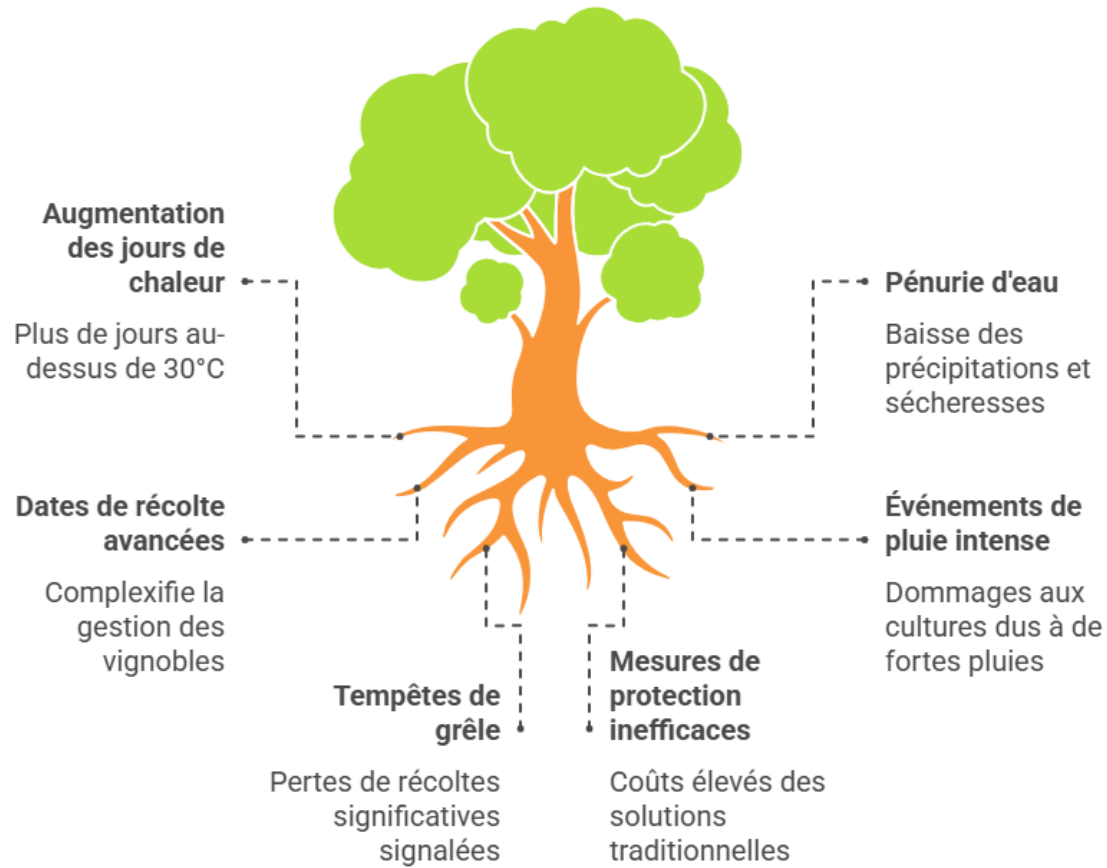 Augmentation
des jours de
chaleur
Plus de jours au-
dessus de 30°C
Pénurie d'eau
Baisse des
précipitations et
sécheresses
Dates de récolte
avancées
Complexifie la
gestion des
vignobles
Événements de
pluie intense
Dommages aux
cultures dus à de
fortes pluies
Tempêtes de
grêle
Pertes de récoltes
significatives
signalées
Mesures de
protection
inefficaces
Coûts élevés des
solutions
traditionnelles